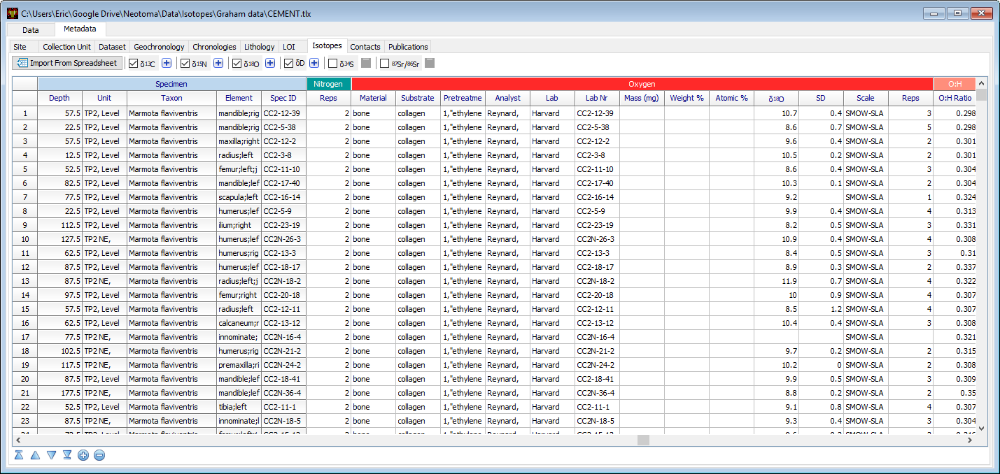 C:\Users\Eric\Google Drive\Neotoma\Data\Isotopes\Graham data\CEMENT.tlx
Data Metadata
Site Collection Unit Dataset Geochronology Chronologies Lithology LOI Isotopes Contacts Publications
Import From Spreadsheet δ13C δ15N δ18O δD δ34S 87Sr/86Sr
Specimen Nitrogen Oxygen O:H
Depth Unit Taxon Element Spec ID Reps Material Substrate Pretreatme Analyst Lab Lab Nr Mass (mg) Weight % Atomic % δ18O SD Scale Reps O:H Ratio
1 57.5 TP2, Level Marmota flaviventris mandible;rig CC2-12-39 2 bone collagen 1,"ethylene Reynard, Harvard CC2-12-39 10.7 0.4 SMOW-SLA 3 0.298
2 22.5 TP2, Level Marmota flaviventris mandible;rig CC2-5-38 2 bone collagen 1,"ethylene Reynard, Harvard CC2-5-38 8.6 0.7 SMOW-SLA 5 0.298
3 57.5 TP2, Level Marmota flaviventris maxilla;right CC2-12-2 2 bone collagen 1,"ethylene Reynard, Harvard CC2-12-2 9.6 0.4 SMOW-SLA 2 0.301
4 12.5 TP2, Level Marmota flaviventris radius;left CC2-3-8 2 bone collagen 1,"ethylene Reynard, Harvard CC2-3-8 10.5 0.2 SMOW-SLA 2 0.301
5 52.5 TP2, Level Marmota flaviventris femur;left;j CC2-11-10 2 bone collagen 1,"ethylene Reynard, Harvard CC2-11-10 8.6 0.4 SMOW-SLA 3 0.304
6 82.5 TP2, Level Marmota flaviventris mandible;lef CC2-17-40 2 bone collagen 1,"ethylene Reynard, Harvard CC2-17-40 10.3 0.1 SMOW-SLA 2 0.304
7 77.5 TP2, Level Marmota flaviventris scapula;left CC2-16-14 2 bone collagen 1,"ethylene Reynard, Harvard CC2-16-14 9.2 SMOW-SLA 1 0.324
8 22.5 TP2, Level Marmota flaviventris humerus;lef CC2-5-9 2 bone collagen 1,"ethylene Reynard, Harvard CC2-5-9 9.9 0.4 SMOW-SLA 4 0.313
9 112.5 TP2, Level Marmota flaviventris ilium;right CC2-23-19 2 bone collagen 1,"ethylene Reynard, Harvard CC2-23-19 8.2 0.5 SMOW-SLA 3 0.331
10 127.5 TP2 NE, Marmota flaviventris humerus;lef CC2N-26-3 2 bone collagen 1,"ethylene Reynard, Harvard CC2N-26-3 10.9 0.4 SMOW-SLA 4 0.308
11 62.5 TP2, Level Marmota flaviventris humerus;rig CC2-13-3 2 bone collagen 1,"ethylene Reynard, Harvard CC2-13-3 8.4 0.5 SMOW-SLA 3 0.31
12 87.5 TP2, Level Marmota flaviventris humerus;lef CC2-18-17 2 bone collagen 1,"ethylene Reynard, Harvard CC2-18-17 8.9 0.3 SMOW-SLA 2 0.337
13 87.5 TP2 NE, Marmota flaviventris radius;left;j CC2N-18-2 2 bone collagen 1,"ethylene Reynard, Harvard CC2N-18-2 11.9 0.7 SMOW-SLA 4 0.322
14 97.5 TP2, Level Marmota flaviventris femur;right CC2-20-18 2 bone collagen 1,"ethylene Reynard, Harvard CC2-20-18 10 0.9 SMOW-SLA 4 0.307
15 57.5 TP2, Level Marmota flaviventris radius;left CC2-12-11 2 bone collagen 1,"ethylene Reynard, Harvard CC2-12-11 8.5 1.2 SMOW-SLA 4 0.307
16 62.5 TP2, Level Marmota flaviventris calcaneum;r CC2-13-12 2 bone collagen 1,"ethylene Reynard, Harvard CC2-13-12 10.4 0.4 SMOW-SLA 3 0.308
17 77.5 TP2 NE, Marmota flaviventris innominate; CC2N-16-4 2 bone collagen 1,"ethylene Reynard, Harvard CC2N-16-4 SMOW-SLA 0.321
18 102.5 TP2 NE, Marmota flaviventris humerus;rig CC2N-21-2 2 bone collagen 1,"ethylene Reynard, Harvard CC2N-21-2 9.7 0.2 SMOW-SLA 2 0.315
19 117.5 TP2 NE, Marmota flaviventris premaxilla;ri CC2N-24-2 2 bone collagen 1,"ethylene Reynard, Harvard CC2N-24-2 10.2 0 SMOW-SLA 2 0.308
20 87.5 TP2, Level Marmota flaviventris mandible;lef CC2-18-41 2 bone collagen 1,"ethylene Reynard, Harvard CC2-18-41 9.9 0.5 SMOW-SLA 3 0.309
21 177.5 TP2 NE, Marmota flaviventris mandible;lef CC2N-36-4 2 bone collagen 1,"ethylene Reynard, Harvard CC2N-36-4 8.8 0.2 SMOW-SLA 2 0.35
22 52.5 TP2, Level Marmota flaviventris tibia;left CC2-11-1 2 bone collagen 1,"ethylene Reynard, Harvard CC2-11-1 9.1 0.8 SMOW-SLA 4 0.307
23 87.5 TP2 NE, Marmota flaviventris innominate;l CC2N-18-5 2 bone collagen 1,"ethylene Reynard, Harvard CC2N-18-5 9.3 0.4 SMOW-SLA 3 0.304